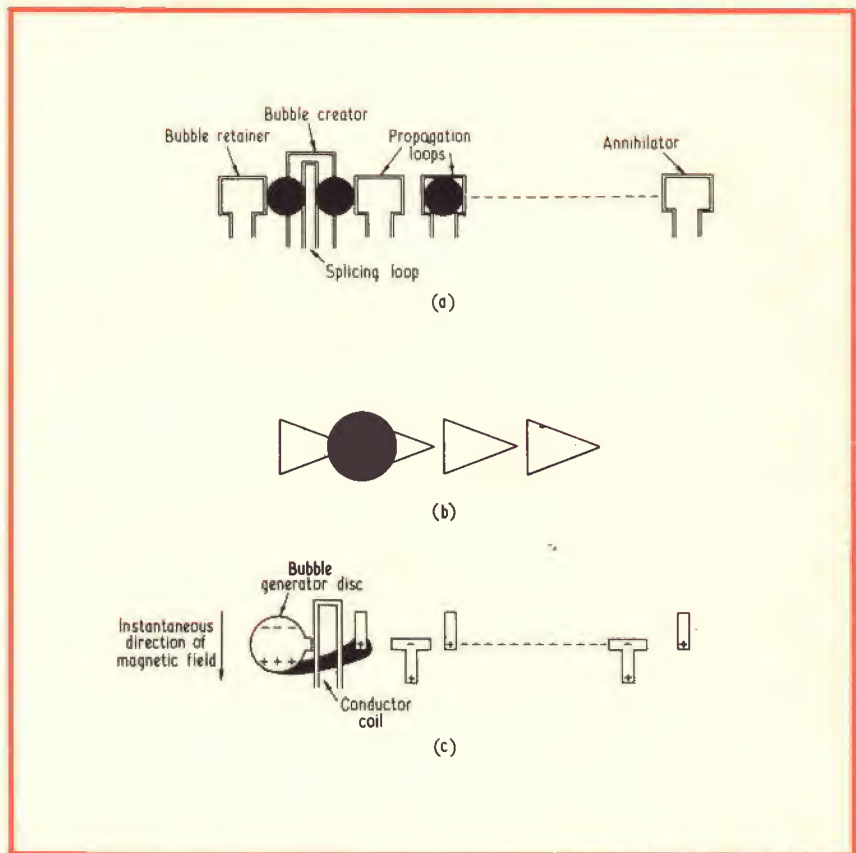 Bubble creator
Bubble retainer
Propagation
loops
Annihilator
Splicing loop
(a)
(b)
Bubble
generator disc
Instantaneous
direction of
magnetic field
– – –
+ + +
+
–
+
+
–
+
+
Conductor
coil
(c)